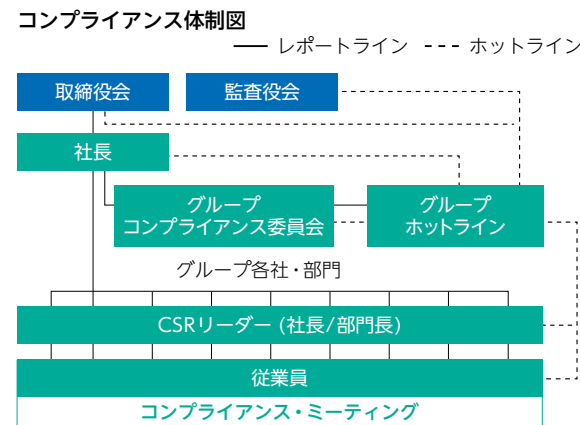 コンプライアンス体制図
レポートライン ホットライン
取締役会 監査役会
社長
グループ
コンプライアンス委員会
グループ
ホットライン
グループ各社・部門
CSRリーダー (社長/部門長)
従業員
コンプライアンス・ミーティング